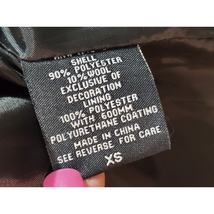 SHELL
90% POLYESTER
10% WOOL
EXCLUSIVE OF
DECORATION
LINING
100% POLYESTER
WITH 600MM
POLYURETHANE COATING
MADE IN CHINA
SEE REVERSE FOR CARE
XS